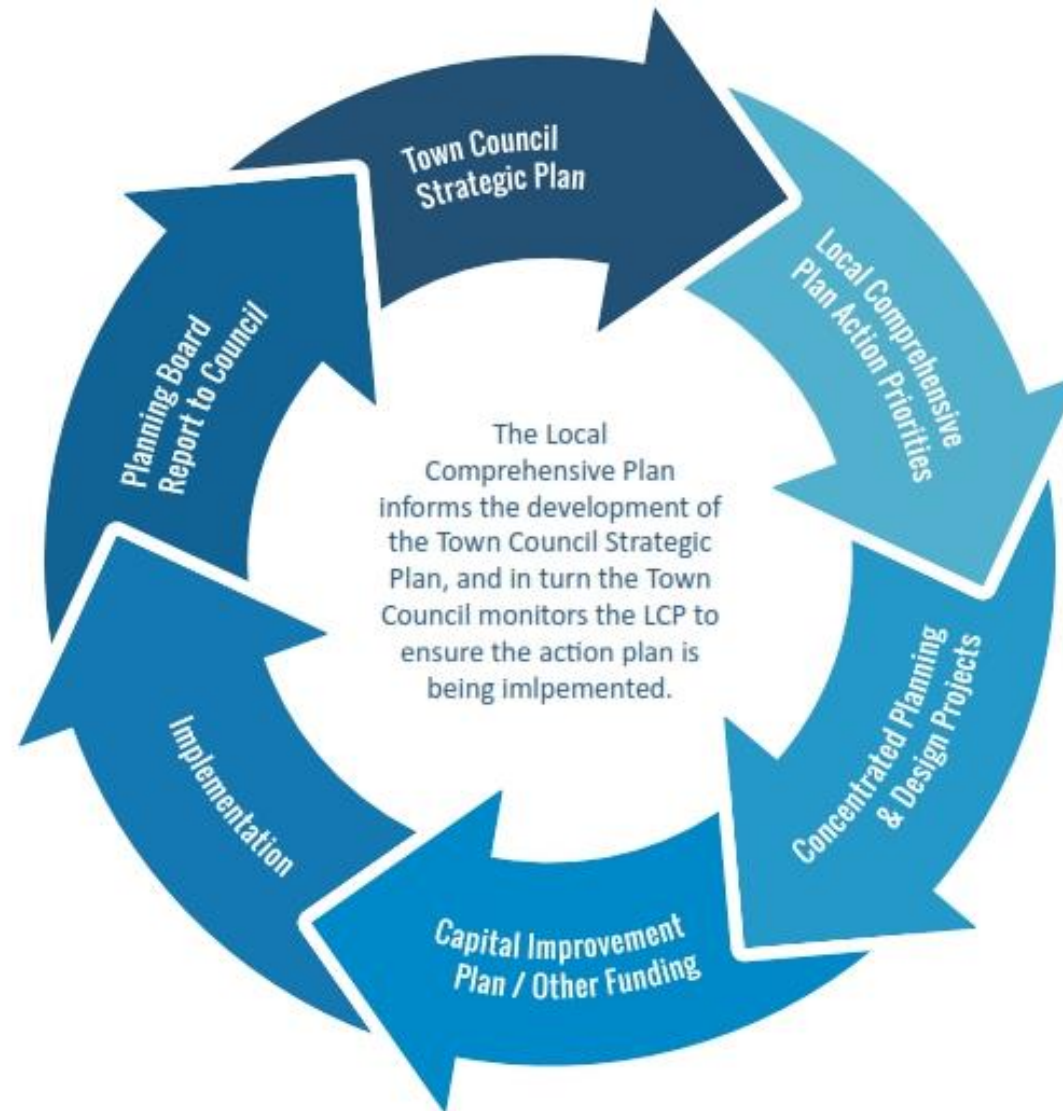 Town Council
Strategic Plan
Local Comprehensive
Plan Action Priorities
Concentrated Planning
& Design Projects
Capital Improvement
Plan / Other Funding
Implementation
Planning Board
Report to Council
The Local
Comprehensive Plan
informs the development of
the Town Council Strategic
Plan, and in turn the Town
Council monitors the LCP to
ensure the action plan is
being imlpemented.